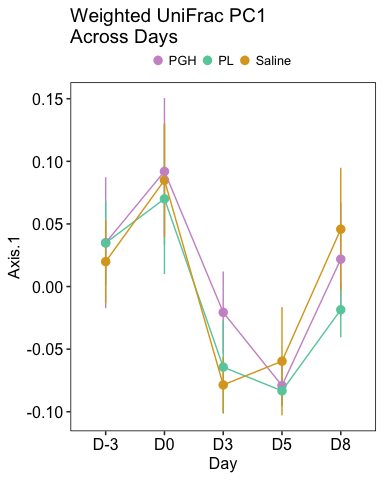 Weighted UniFrac PC1
Across Days
PGH PL Saline
0.15
0.10
0.05
0.00
-0.05
-0.10
Axis.1
D-3 D0 D3 D5 D8
Day